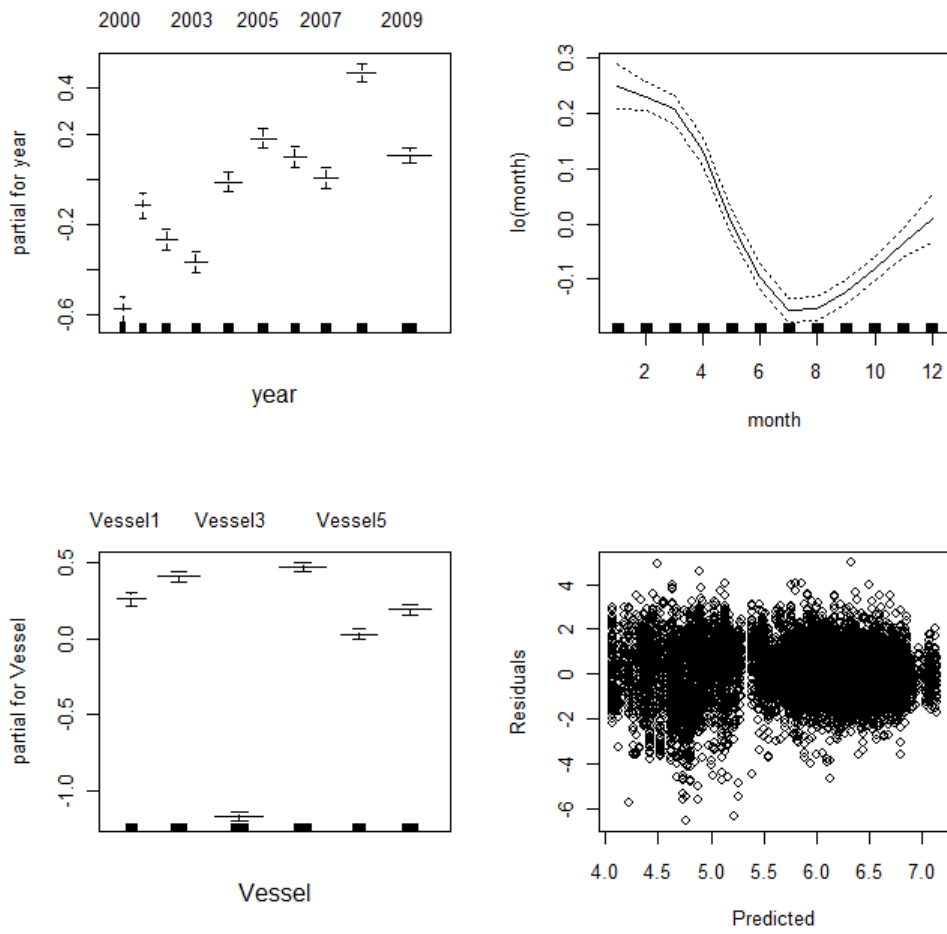 2000 2003 2005 2007 2009
partial for year
0.4
0.2
-0.2
-0.6
year
lo(month)
0.3
0.2
0.1
0.0
-0.1
2 4 6 8 10 12
month
Vessel1 Vessel3 Vessel5
partial for Vessel
0.5
0.0
-0.5
-1.0
Vessel
Residuals
4
2
0
-2
-4
-6
4.0 4.5 5.0 5.5 6.0 6.5 7.0
Predicted